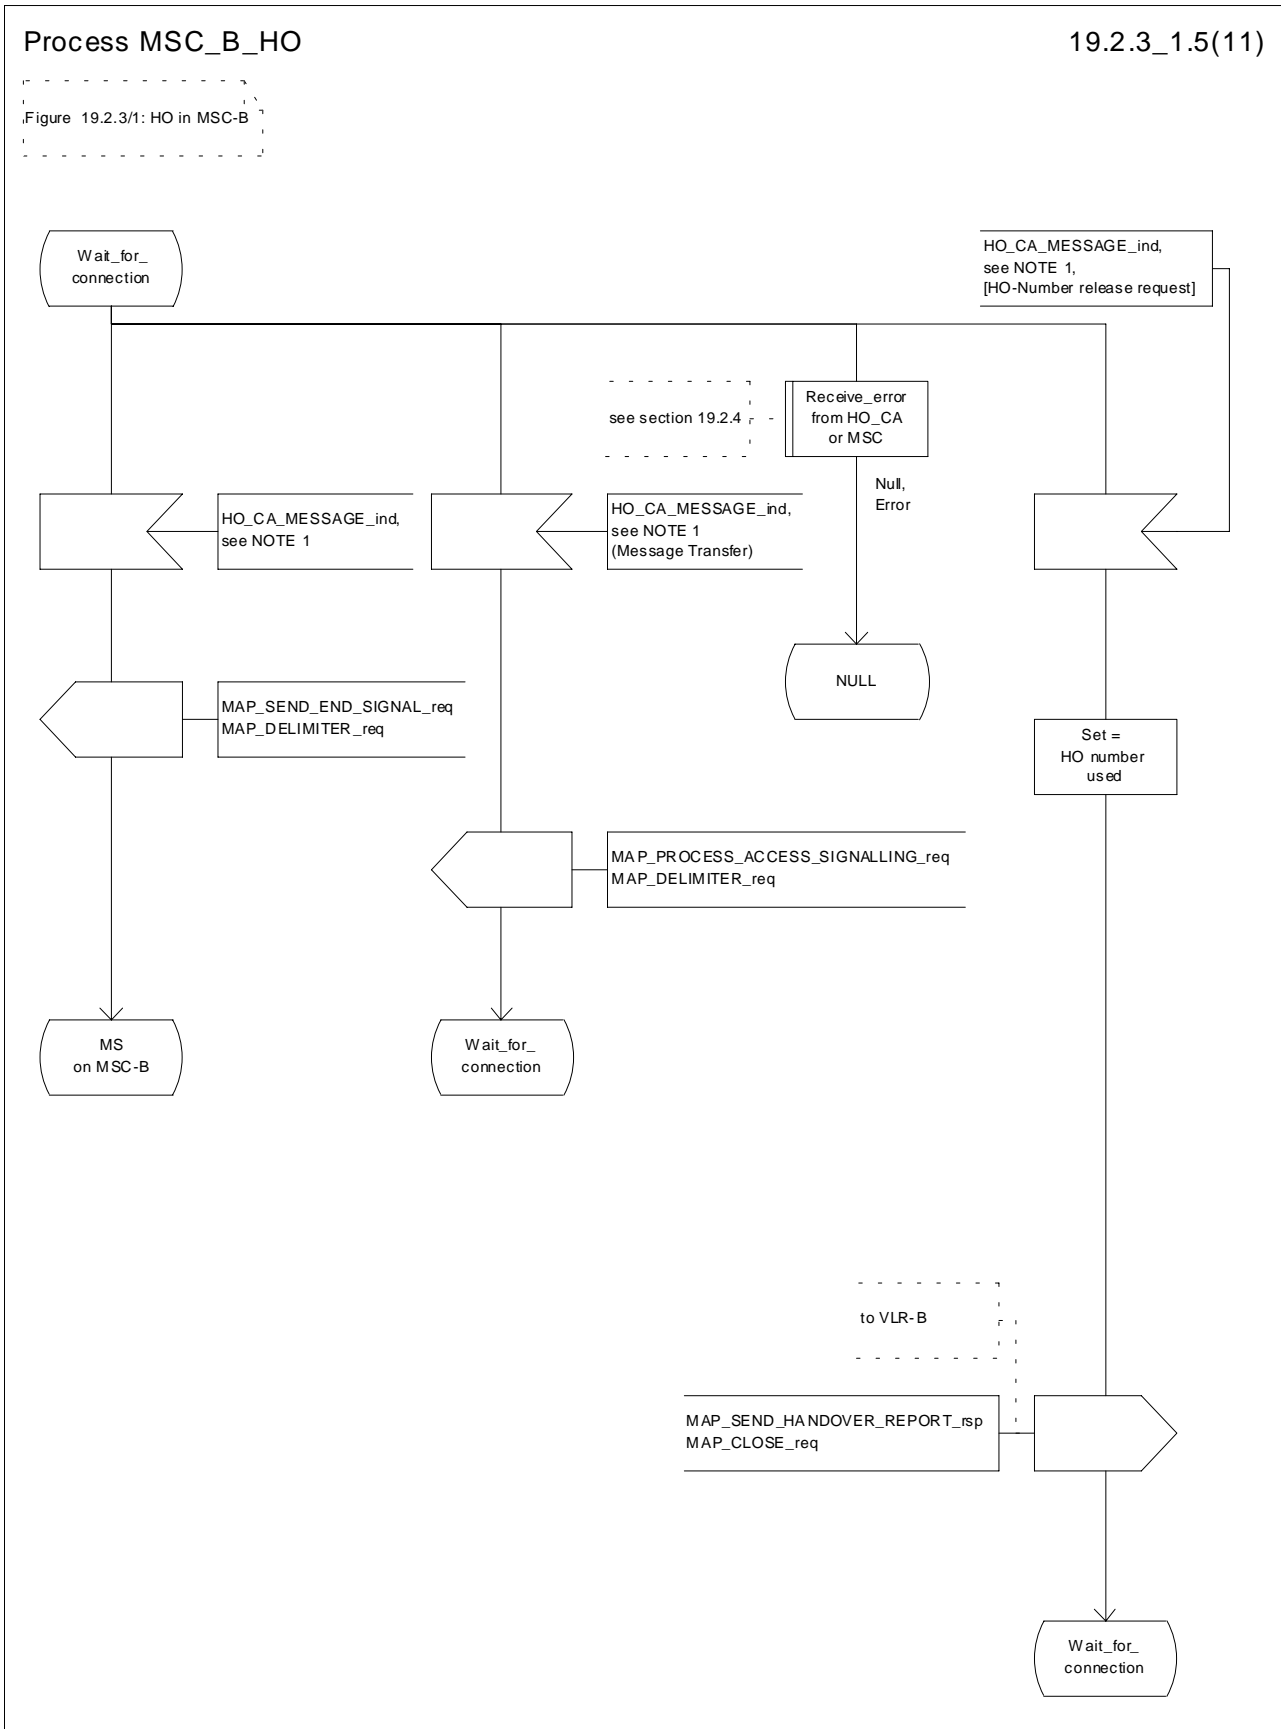 Process MSC_B_HO
19.2.3_1.5(11)
Figure 19.2.3/1: HO in MSC-B
Wait_for_
connection
HO_CA_MESSAGE_ind,
see NOTE 1,
[HO-Number release request]
see section 19.2.4
Receive_error
from HO_CA
or MSC
Null,
Error
HO_CA_MESSAGE_ind,
see NOTE 1
HO_CA_MESSAGE_ind,
see NOTE 1
(Message Transfer)
NULL
MAP_SEND_END_SIGNAL_req
MAP_DELIMITER_req
Set =
HO number
used
MAP_PROCESS_ACCESS_SIGNALLING_req
MAP_DELIMITER_req
MS
on MSC-B
Wait_for_
connection
to VLR-B
MAP_SEND_HANDOVER_REPORT_rsp
MAP_CLOSE_req
Wait_for_
connection